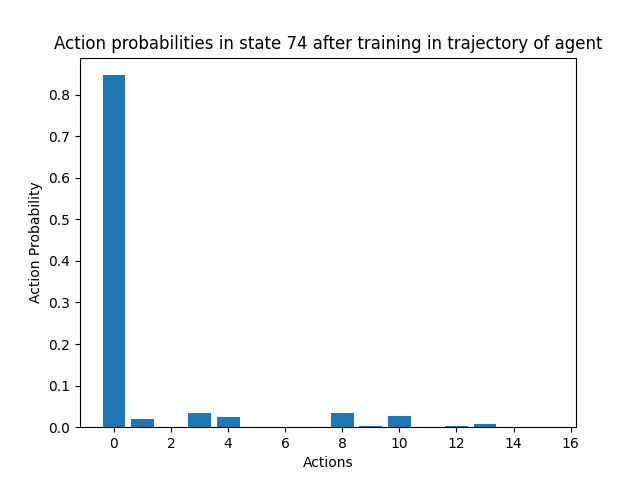 Action probabilities in state 74 after training in trajectory of agent
0.8
0.7
0.6
0.5
0.4
0.3
0.2
0.1
0.0
Action Probability
0 2 4 6 8 10 12 14 16
Actions